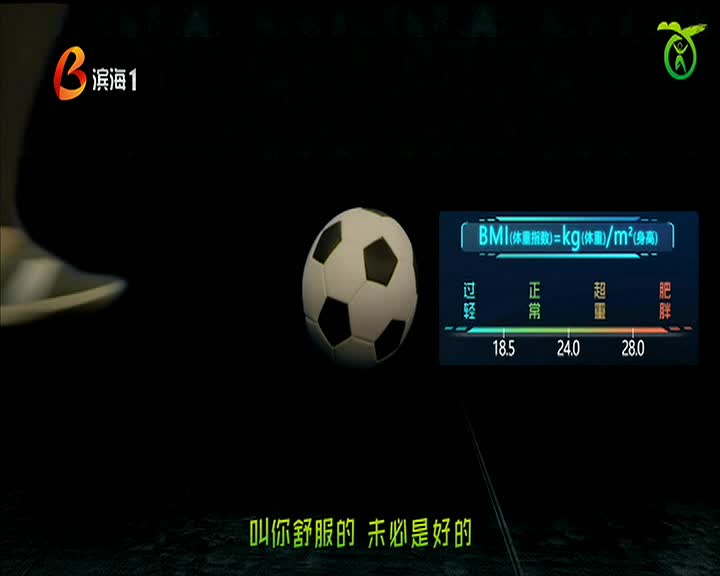 滨海1
BMI(体重指数)=kg(体重)/m²(身高)
过轻 正常 超重 肥胖
18.5 24.0 28.0
叫你舒服的 未必是好的